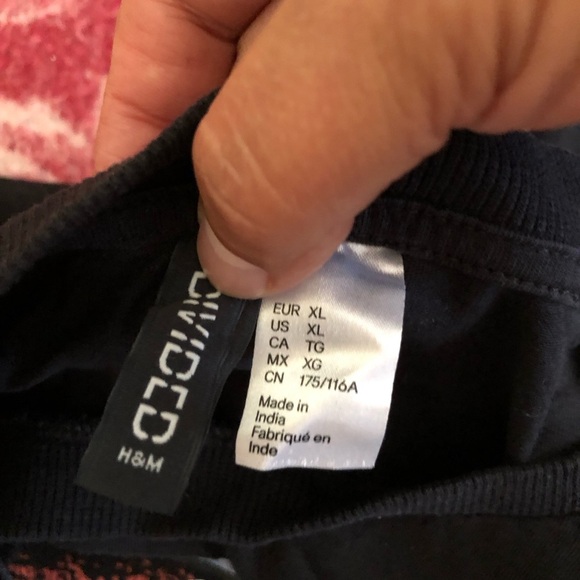 DIVIDED
H&M
EUR XL
US XL
CA TG
MX XG
CN 175/116A
Made in
India
Fabriqué en
Inde